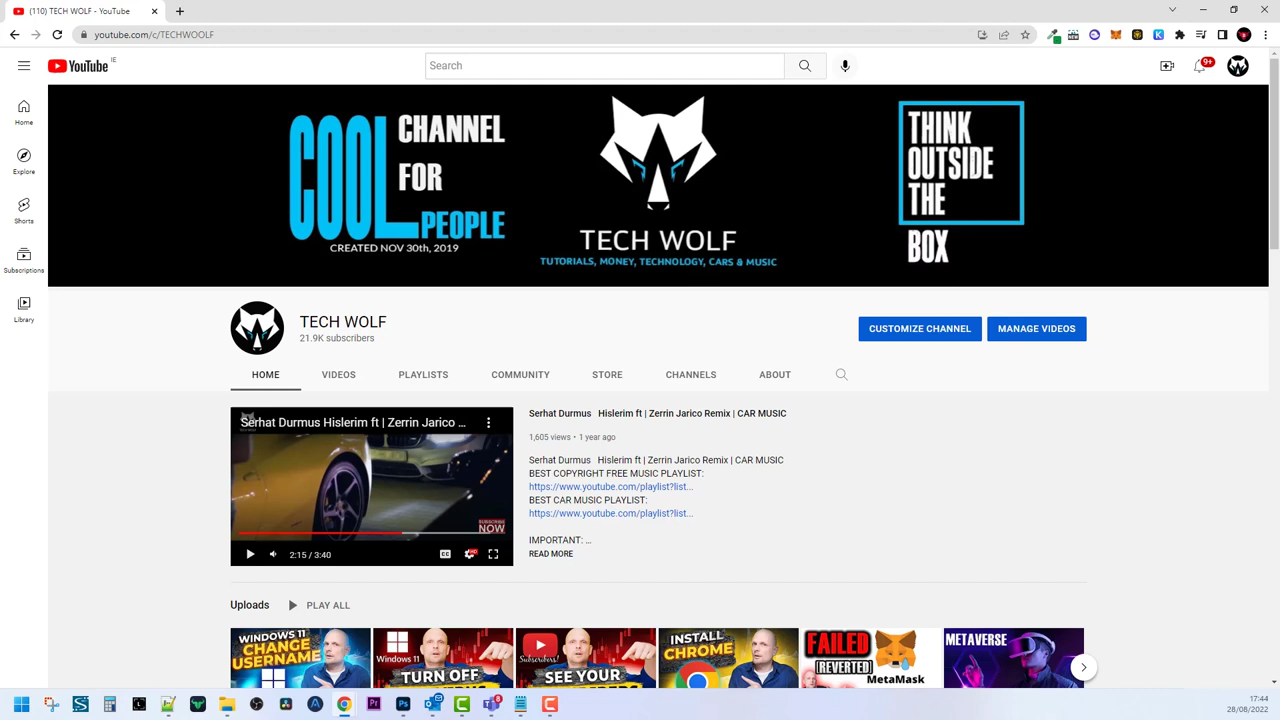 (110) TECH WOLF - YouTube
youtube.com/c/TECHWOOLF
YouTube IE
Search
9+
Home
Explore
Shorts
Subscriptions
Library
COOL
CHANNEL
FOR
PEOPLE
CREATED NOV 30th, 2019
TECH WOLF
TUTORIALS, MONEY, TECHNOLOGY, CARS & MUSIC
THINK
OUTSIDE
THE
BOX
TECH WOLF
21.9K subscribers
CUSTOMIZE CHANNEL
MANAGE VIDEOS
HOME VIDEOS PLAYLISTS COMMUNITY STORE CHANNELS ABOUT
Serhat Durmus Hislerim ft | Zerrin Jarico ...
SUBSCRIBE
NOW
2:15 / 3:40
CC
HD
Serhat Durmus Hislerim ft | Zerrin Jarico Remix | CAR MUSIC
1,605 views • 1 year ago
Serhat Durmus Hislerim ft | Zerrin Jarico Remix | CAR MUSIC
BEST COPYRIGHT FREE MUSIC PLAYLIST:
https://www.youtube.com/playlist?list...
BEST CAR MUSIC PLAYLIST:
https://www.youtube.com/playlist?list...
IMPORTANT: ...
READ MORE
Uploads PLAY ALL
WINDOWS 11
CHANGE
USERNAME
Windows 11
TURN OFF
Subscribers!
SEE YOUR
INSTALL
CHROME
FAILED
(REVERTED)
MetaMask
METAVERSE
17:44
28/08/2022